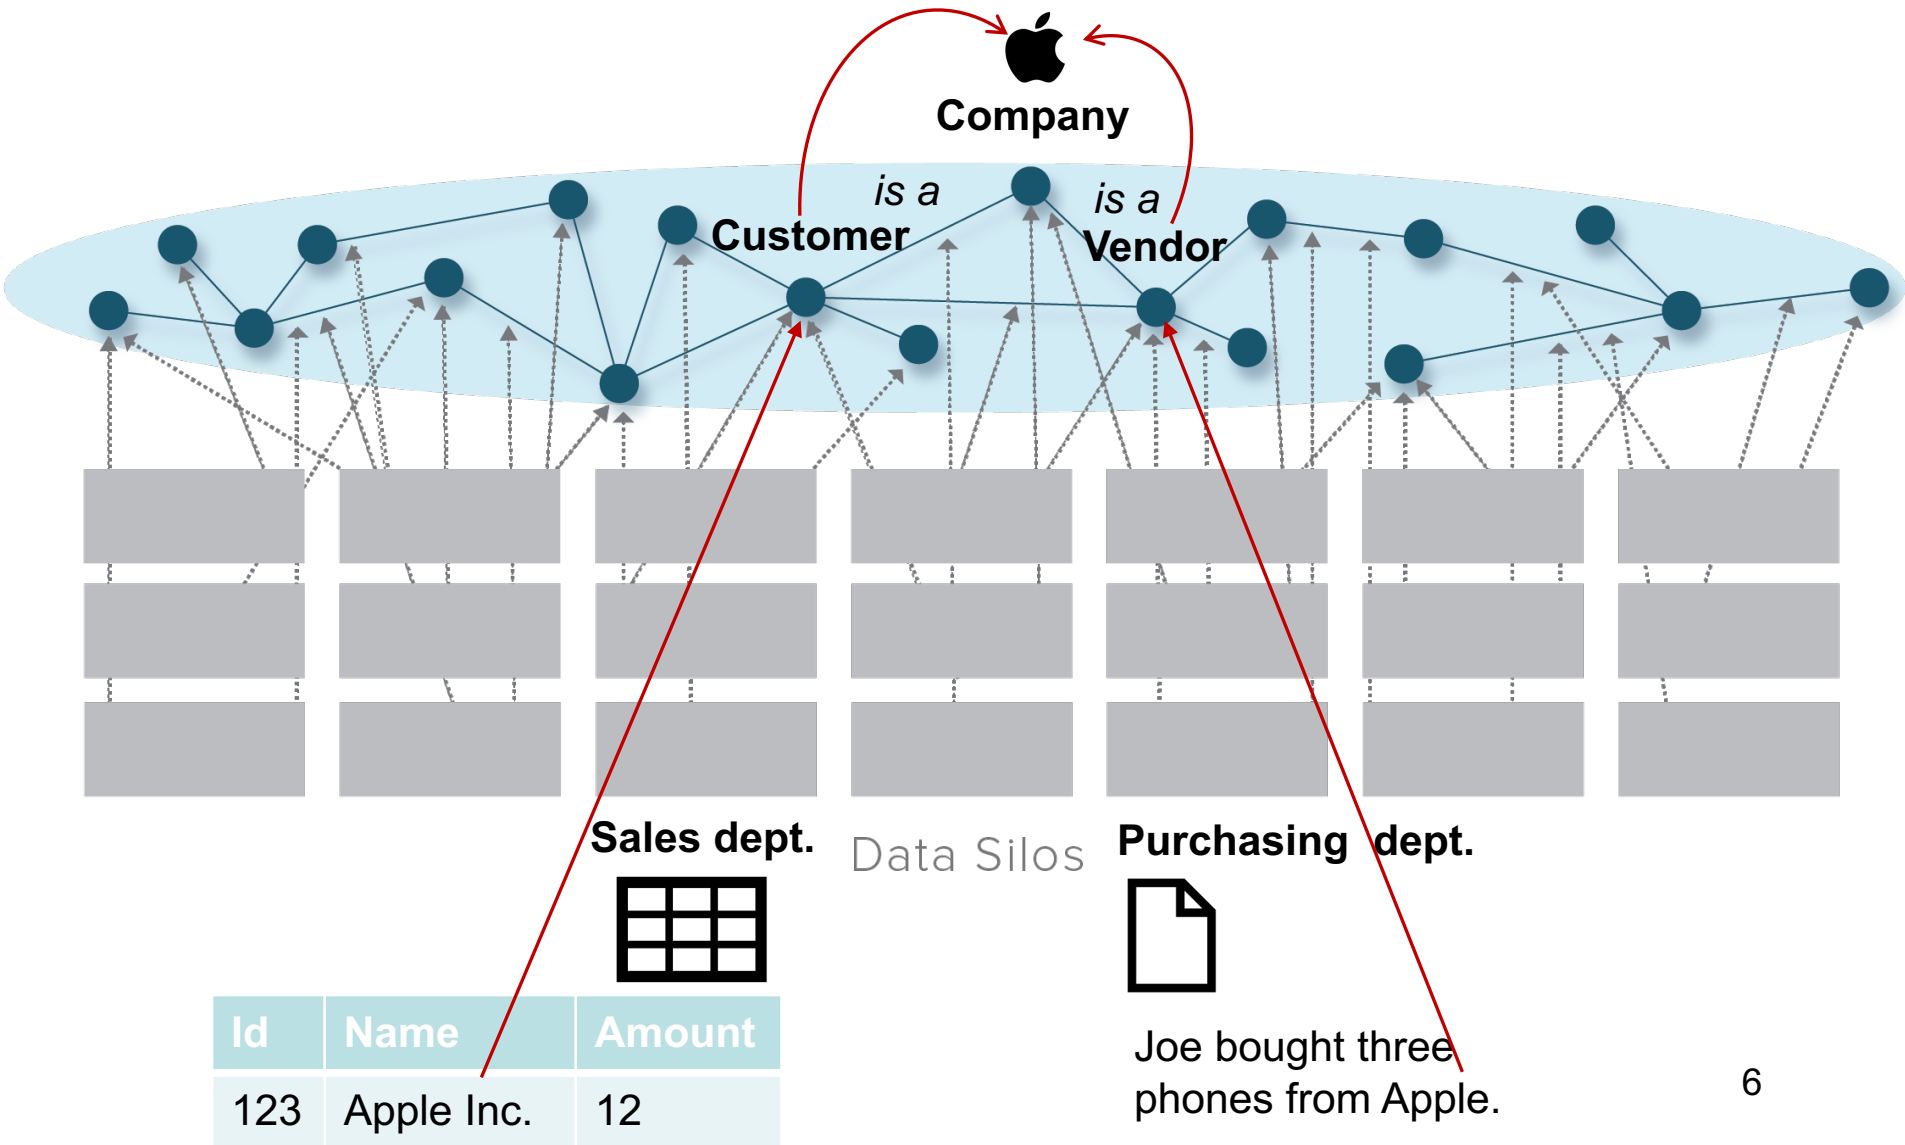 Company
is a
is a
Customer
Vendor
Sales dept.
Data Silos
Purchasing dept.
Id Name Amount
123 Apple Inc. 12
Joe bought three
phones from Apple.
6